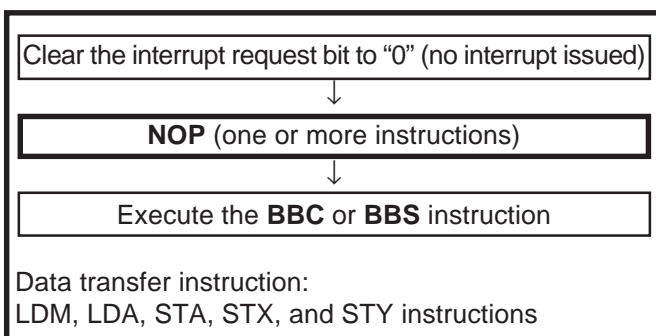 Clear the interrupt request bit to “0” (no interrupt issued)
↓
NOP (one or more instructions)
↓
Execute the BBC or BBS instruction
Data transfer instruction:
LDM, LDA, STA, STX, and STY instructions